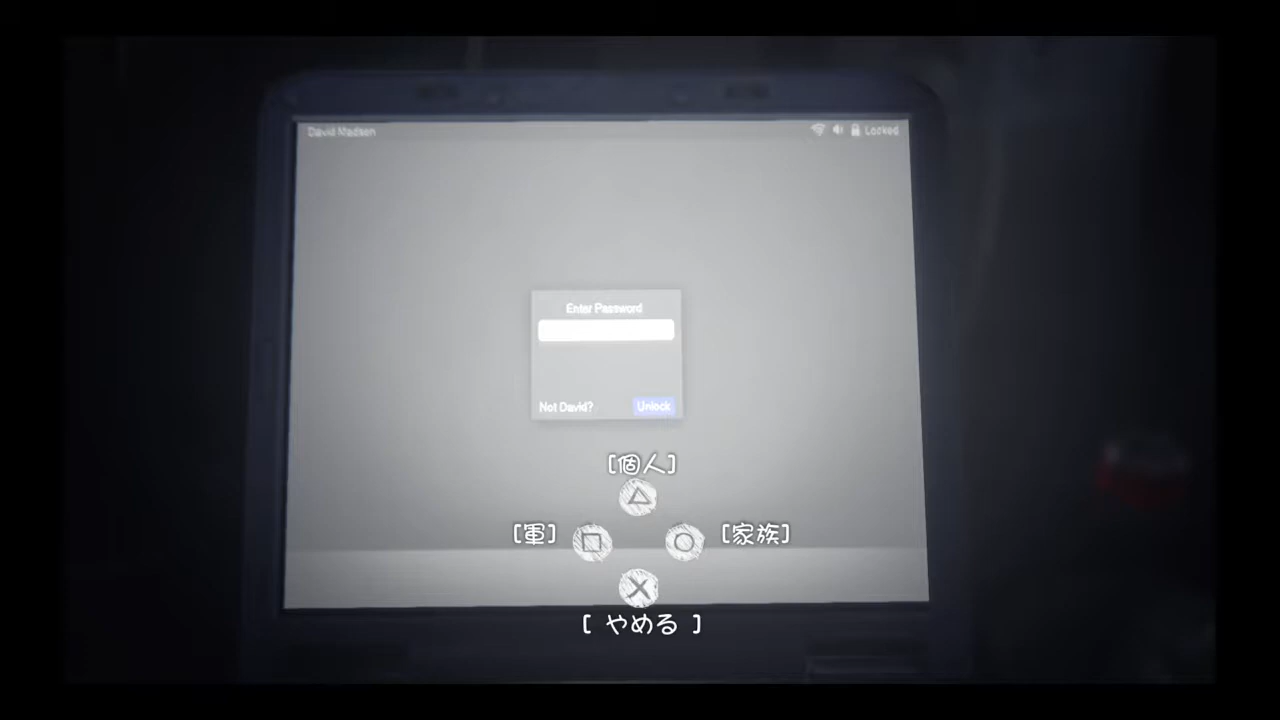 David Madsen
Locked
Enter Password
Not David?
Unlock
[個人]
[軍]
[家族]
[ やめる ]